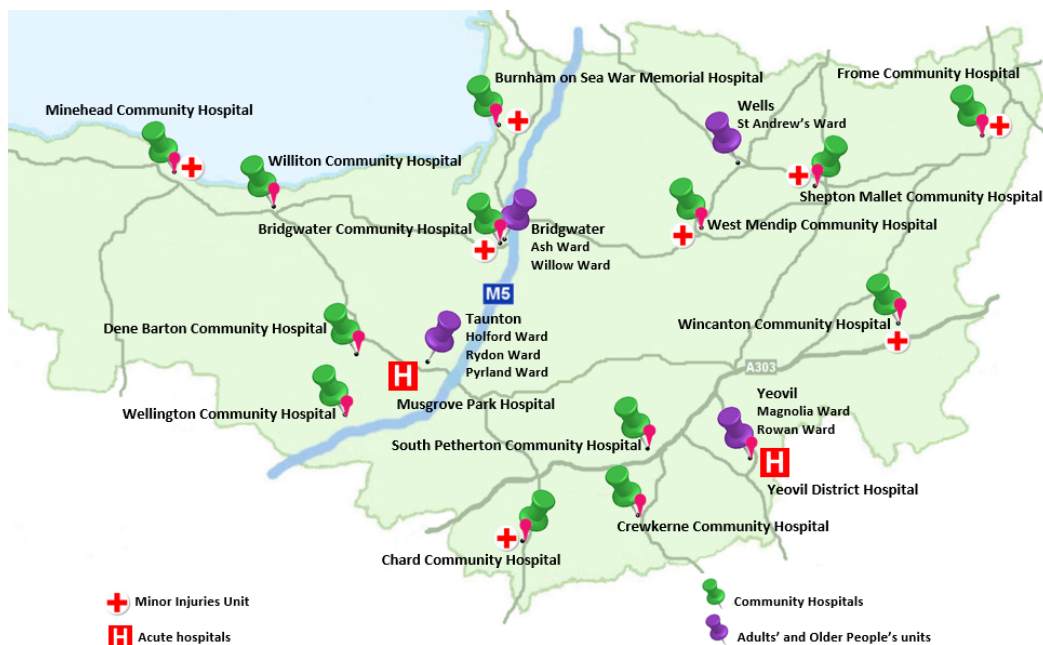 Burnham on Sea War Memorial Hospital
Frome Community Hospital
Minehead Community Hospital
Wells
St Andrew's Ward
Williton Community Hospital
Shepton Mallet Community Hospital
Bridgwater Community Hospital
Bridgwater
Ash Ward
Willow Ward
West Mendip Community Hospital
M5
Taunton
Holford Ward
Rydon Ward
Pyrland Ward
Dene Barton Community Hospital
Wincanton Community Hospital
A303
H
Musgrove Park Hospital
Yeovil
Magnolia Ward
Rowan Ward
Wellington Community Hospital
South Petherton Community Hospital
H
Yeovil District Hospital
Crewkerne Community Hospital
Chard Community Hospital
Minor Injuries Unit
Community Hospitals
H Acute hospitals
Adults' and Older People's units